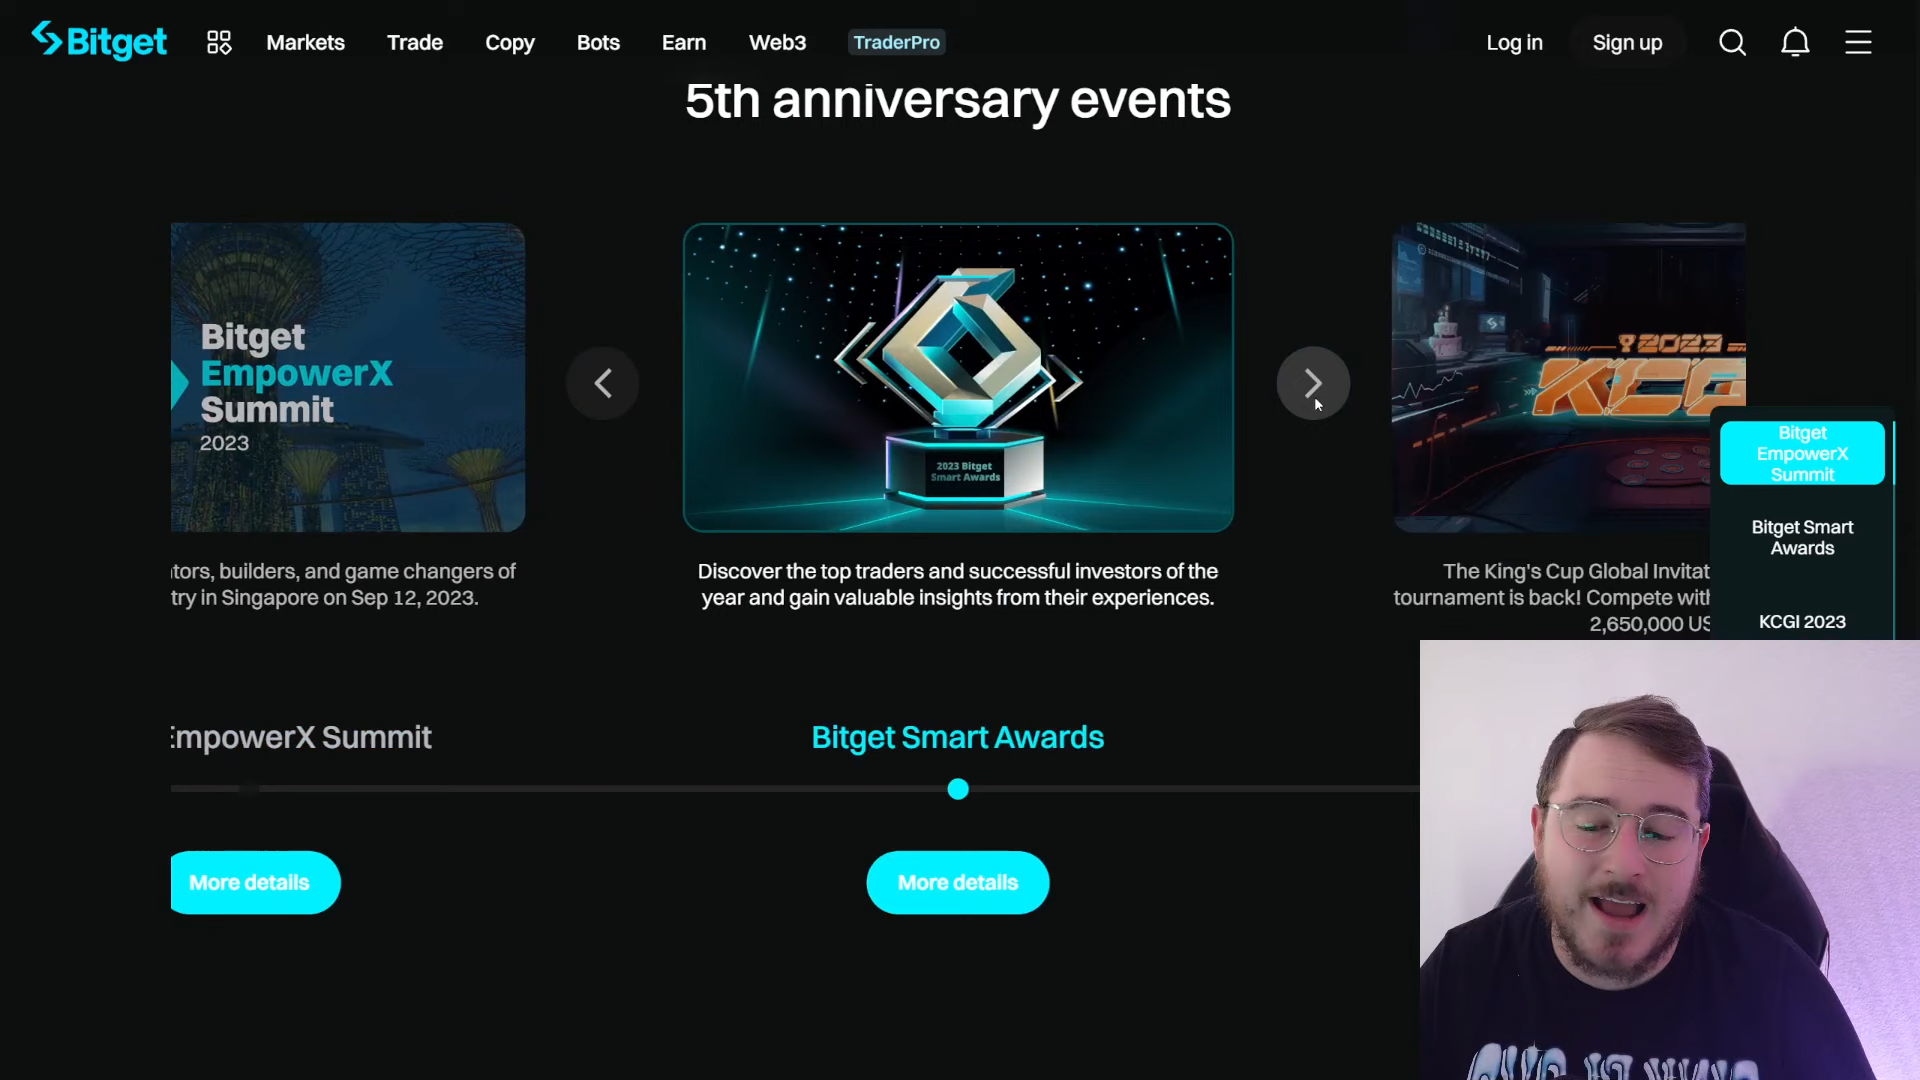 Bitget
Markets
Trade
Copy
Bots
Earn
Web3
TraderPro
Log in
Sign up
5th anniversary events
Bitget
EmpowerX
Summit
2023
2023 Bitget
Smart Awards
2023
Bitget
EmpowerX
Summit
Bitget Smart
Awards
KCGI 2023
tors, builders, and game changers of
try in Singapore on Sep 12, 2023.
Discover the top traders and successful investors of the
year and gain valuable insights from their experiences.
The King's Cup Global Invitat
tournament is back! Compete with
2,650,000 US
EmpowerX Summit
Bitget Smart Awards
More details
More details